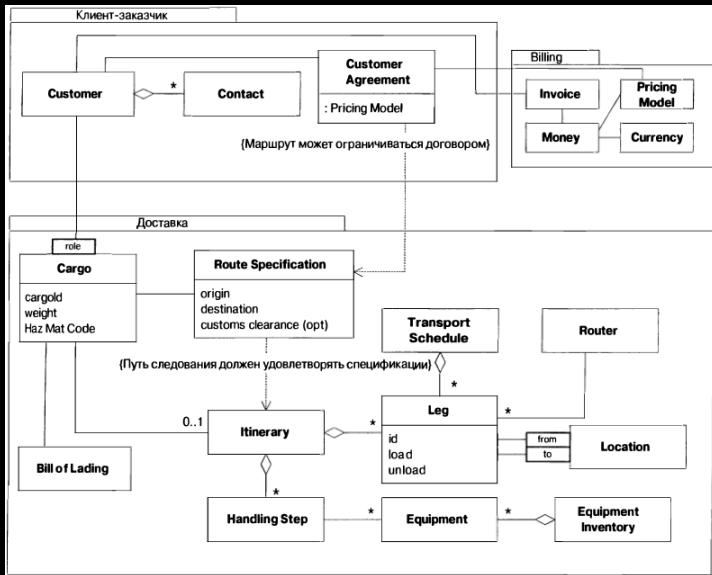 Клиент-заказчик
Customer
*
Contact
Customer
Agreement
: Pricing Model
Billing
Invoice
Pricing
Model
Money
Currency
{Маршрут может ограничиваться договором}
Доставка
role
Cargo
cargoId
weight
Haz Mat Code
Route Specification
origin
destination
customs clearance (opt)
Transport
Schedule
Router
{Путь следования должен удовлетворять спецификации}
*
0..1
Itinerary
*
Leg
id
load
unload
*
from
to
Location
Bill of Lading
*
Handling Step
*
Equipment
*
Equipment
Inventory